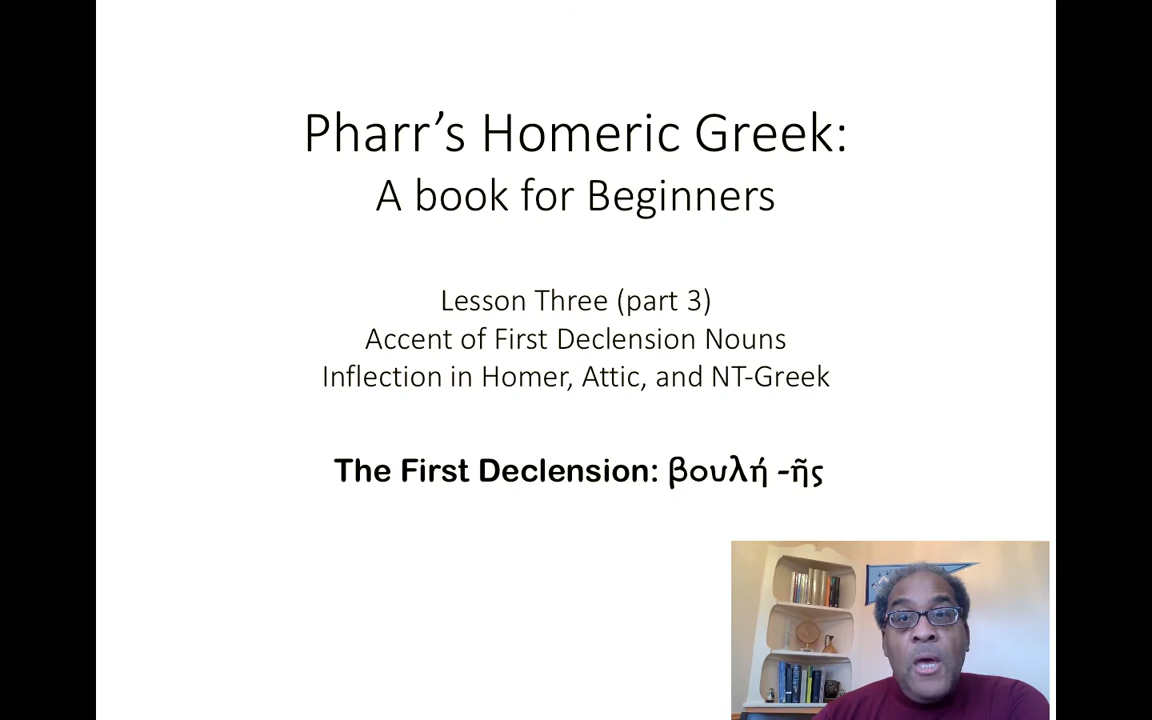 Pharr’s Homeric Greek:
A book for Beginners
Lesson Three (part 3)
Accent of First Declension Nouns
Inflection in Homer, Attic, and NT-Greek
The First Declension: βουλή -ῆς